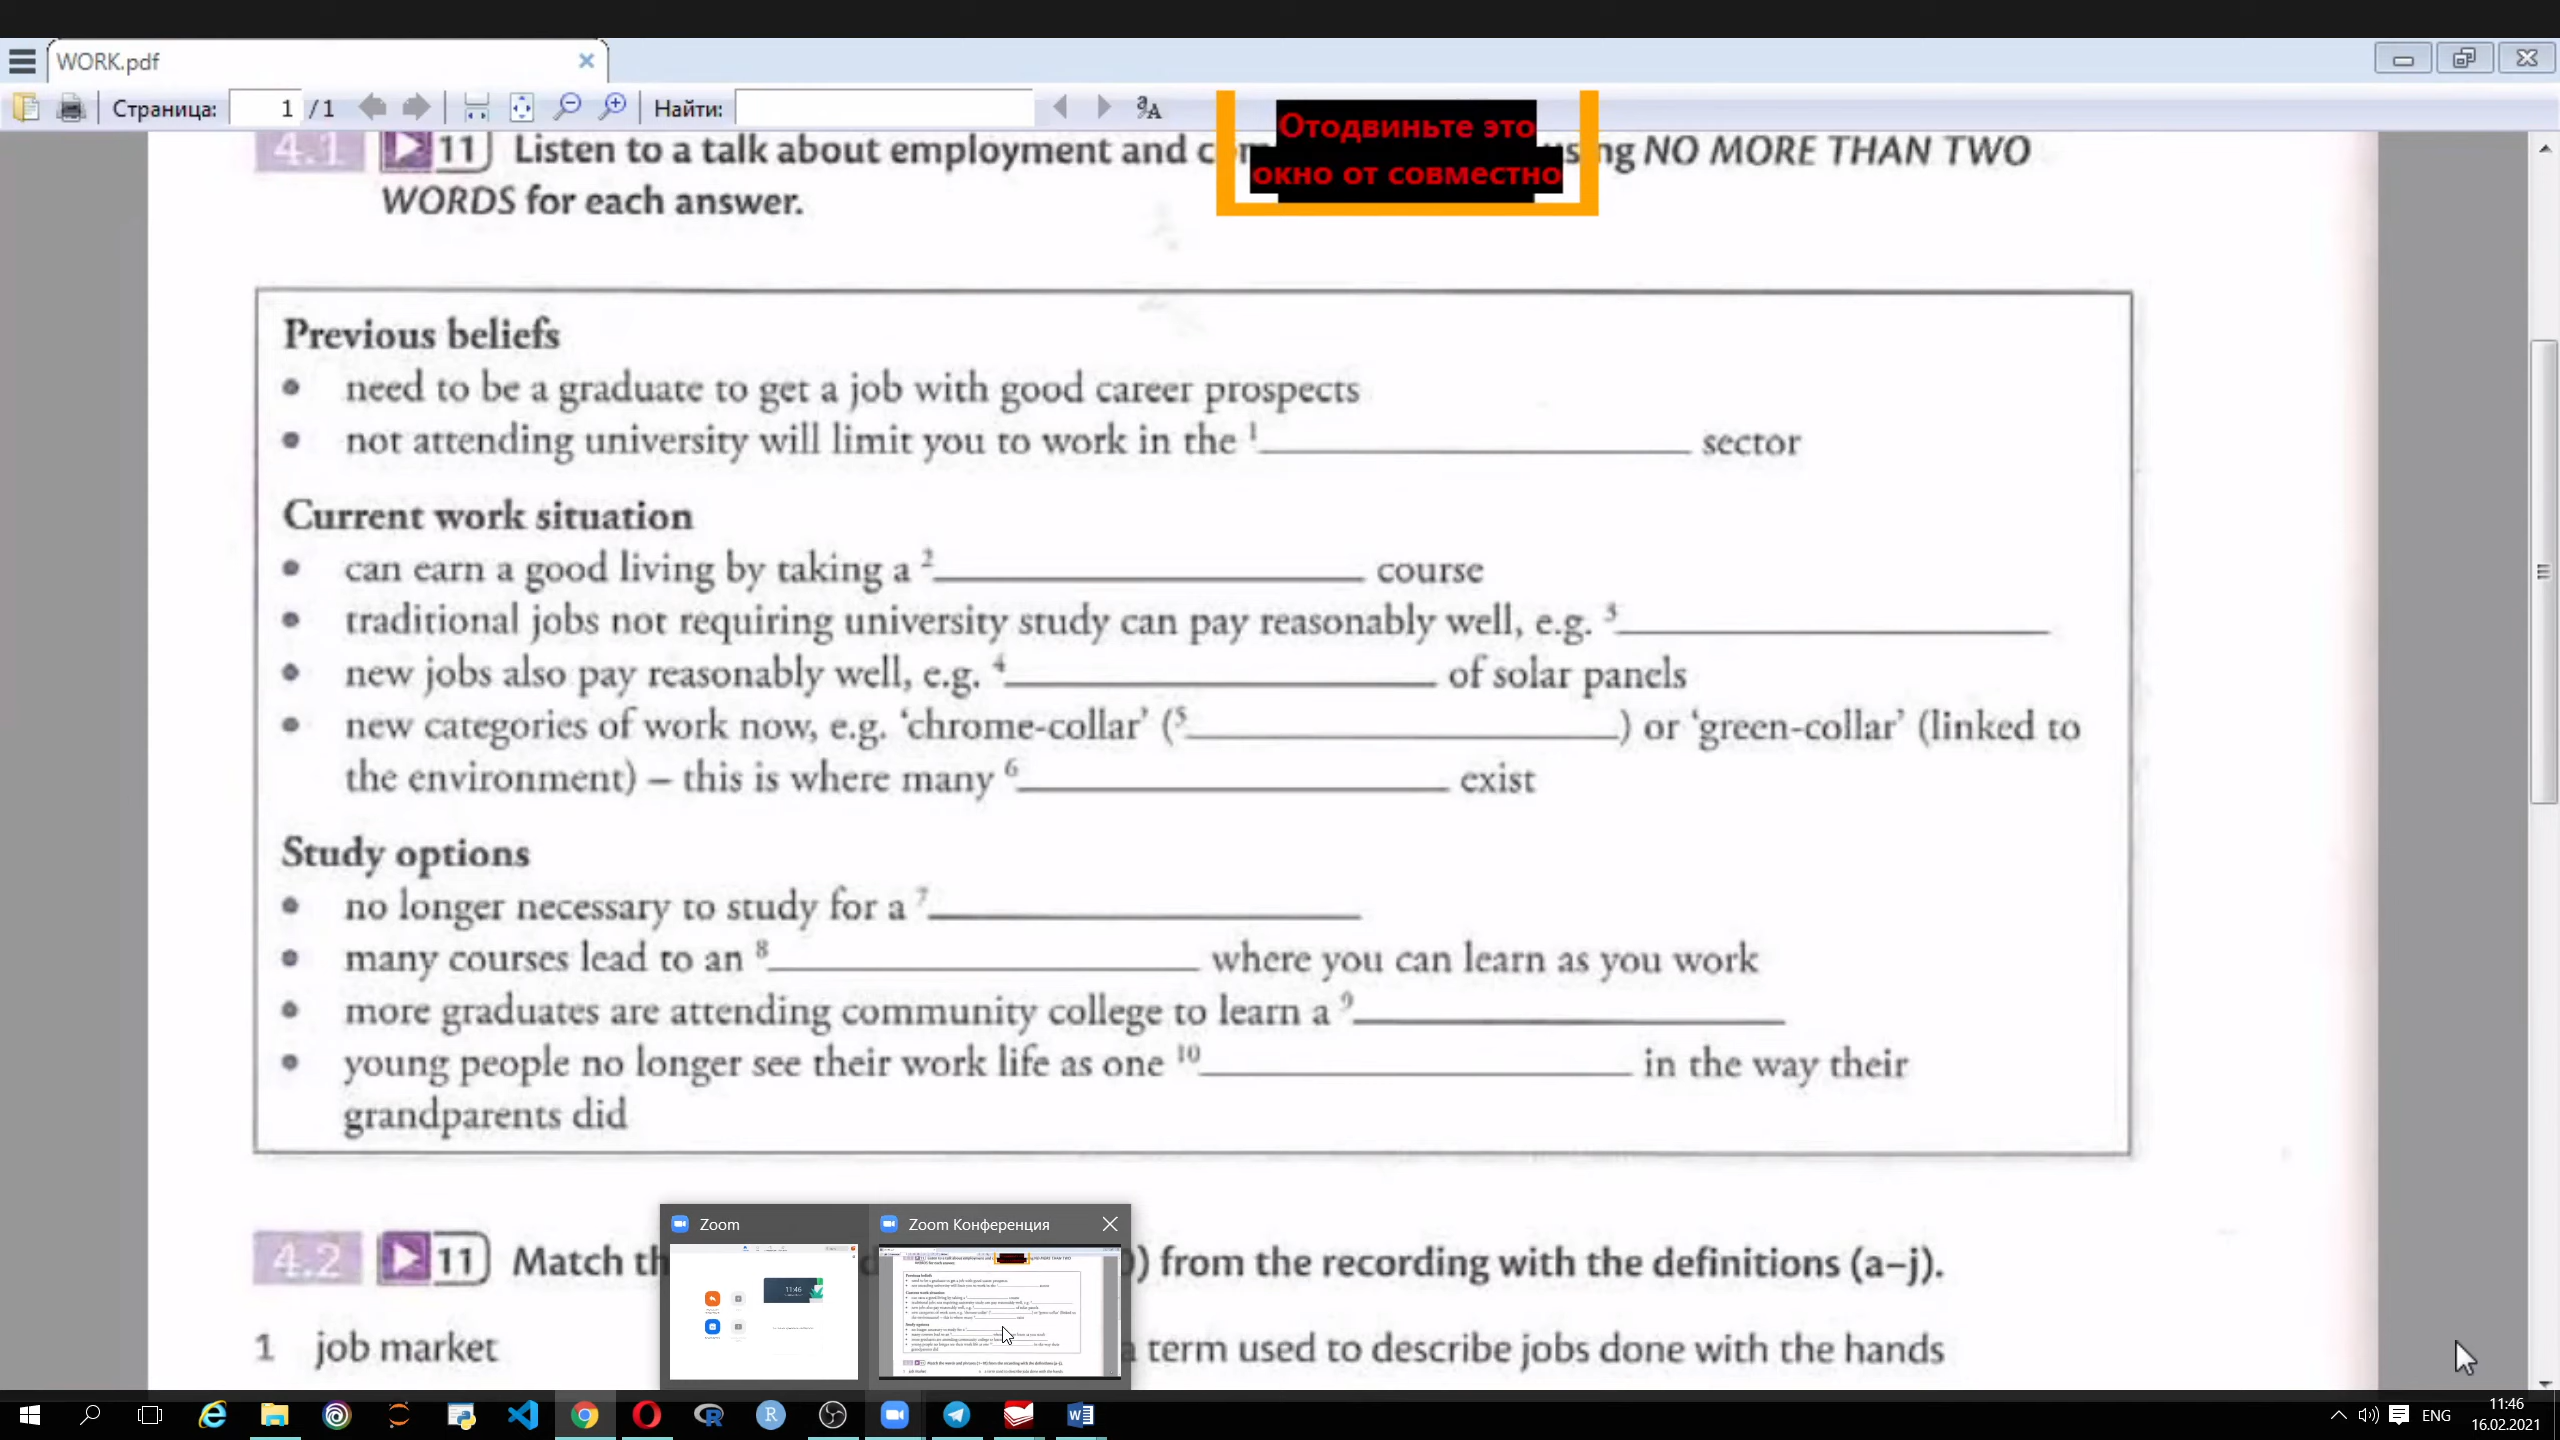 WORK.pdf
Страница: 1 / 1 Найти:
Отодвиньте это
окно от совместно
4.1 11 Listen to a talk about employment and using NO MORE THAN TWO
WORDS for each answer.
Previous beliefs
• need to be a graduate to get a job with good career prospects
• not attending university will limit you to work in the 1 sector
Current work situation
• can earn a good living by taking a 2 course
• traditional jobs not requiring university study can pay reasonably well, e.g. 3
• new jobs also pay reasonably well, e.g. 4 of solar panels
• new categories of work now, e.g. ‘chrome-collar’ (5 ) or ‘green-collar’ (linked to
the environment) – this is where many 6 exist
Study options
• no longer necessary to study for a 7
• many courses lead to an 8 where you can learn as you work
• more graduates are attending community college to learn a 9
• young people no longer see their work life as one 10 in the way their
grandparents did
4.2 11 Match from the recording with the definitions (a–j).
1 job market a term used to describe jobs done with the hands
Zoom
Zoom Конференция
11:46
ENG
11:46
16.02.2021